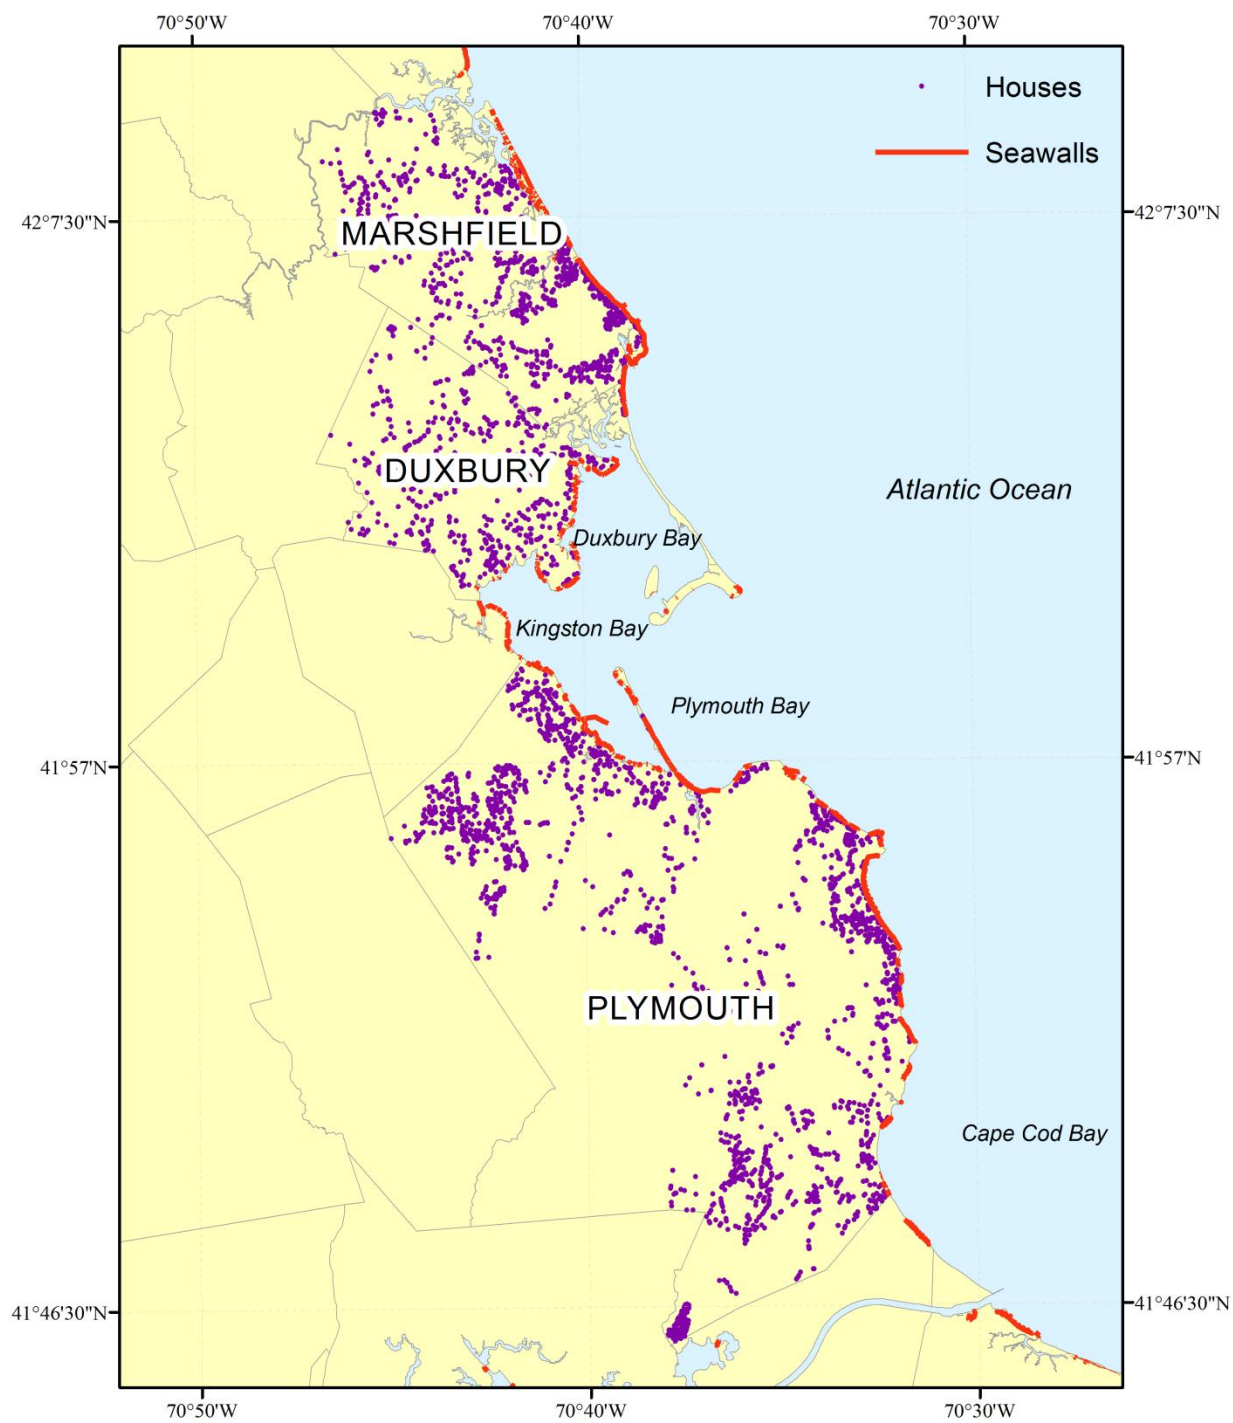 70°50'W 70°40'W 70°30'W
Houses
Seawalls
42°7'30"N 42°7'30"N
MARSHFIELD
DUXBURY
Atlantic Ocean
Duxbury Bay
Kingston Bay
Plymouth Bay
41°57'N 41°57'N
PLYMOUTH
Cape Cod Bay
41°46'30"N 41°46'30"N
70°50'W 70°40'W 70°30'W